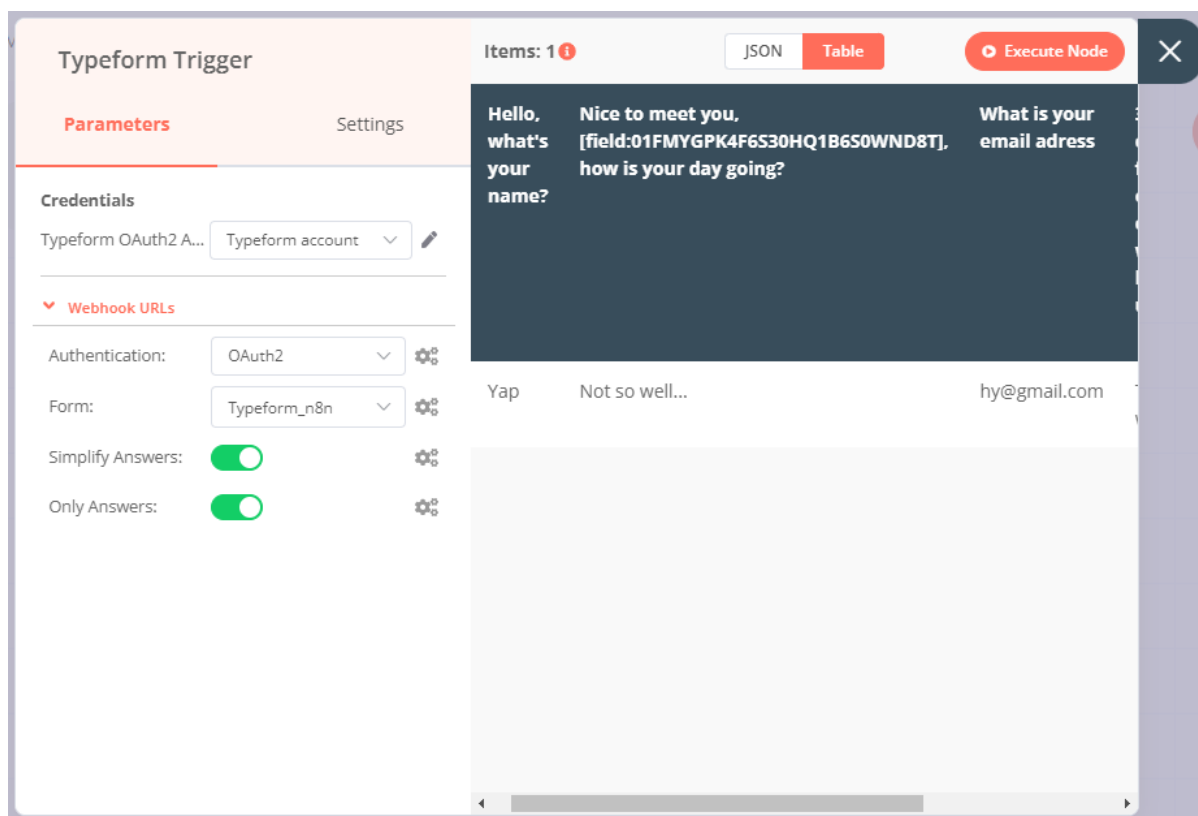 Typeform Trigger
Parameters
Settings
Credentials
Typeform OAuth2 A...
Typeform account
Webhook URLs
Authentication:
OAuth2
Form:
Typeform_n8n
Simplify Answers:
Only Answers:
Items: 1
JSON
Table
Execute Node
Hello,
what's
your
name?
Nice to meet you,
[field:01FMYGPK4F6S30HQ1B6S0WND8T],
how is your day going?
What is your
email adress
Yap
Not so well...
hy@gmail.com